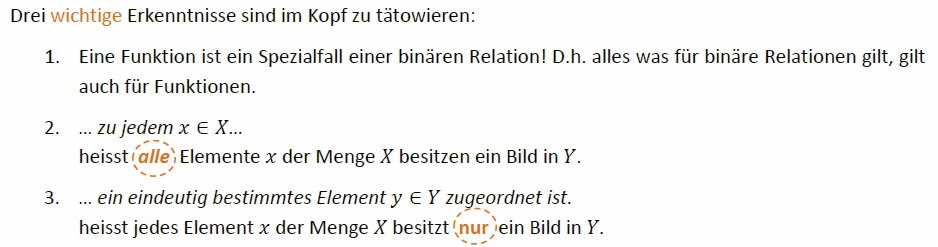 Drei wichtige Erkenntnisse sind im Kopf zu tätowieren:
1. Eine Funktion ist ein Spezialfall einer binären Relation! D.h. alles was für binäre Relationen gilt, gilt
auch für Funktionen.
2. ... zu jedem x ∈ X...
heisst alle Elemente x der Menge X besitzen ein Bild in Y.
3. ... ein eindeutig bestimmtes Element y ∈ Y zugeordnet ist.
heisst jedes Element x der Menge X besitzt nur ein Bild in Y.